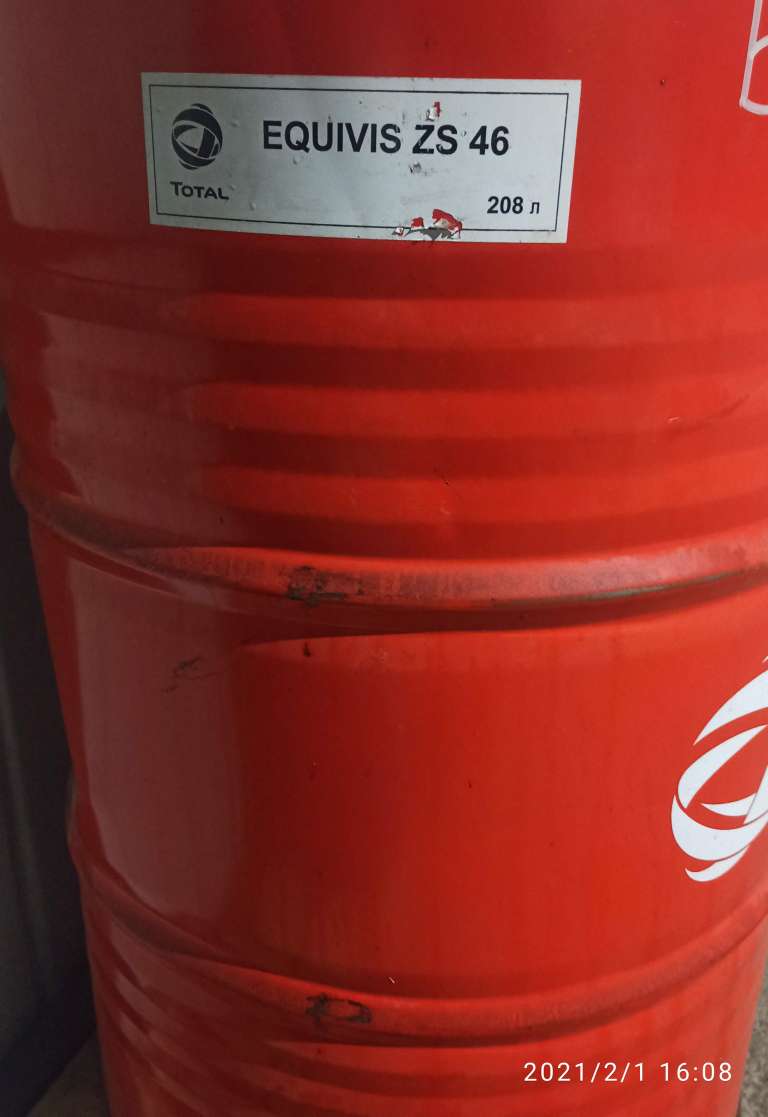 EQUIVIS ZS 46
TOTAL
208 л
2021/2/1 16:08